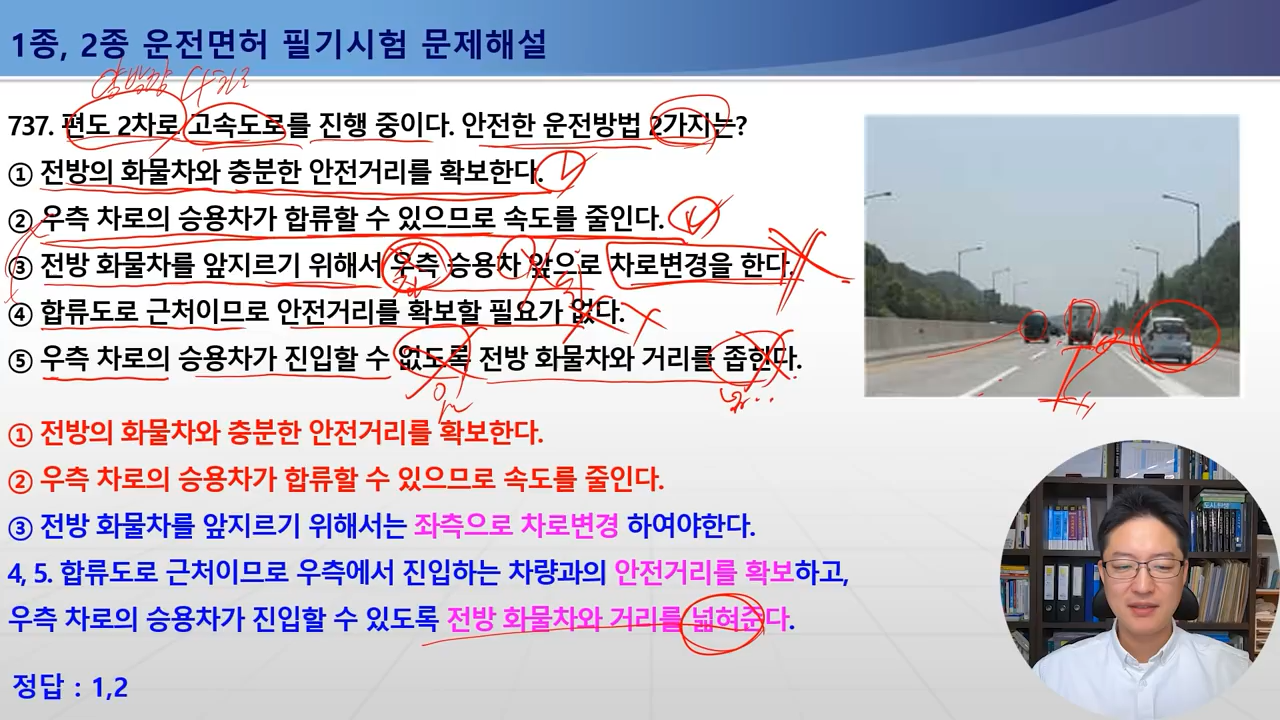 1종, 2종 운전면허 필기시험 문제해설
양방향 4차로
737. 편도 2차로 고속도로를 진행 중이다. 안전한 운전방법 2가지는?
① 전방의 화물차와 충분한 안전거리를 확보한다.
② 우측 차로의 승용차가 합류할 수 있으므로 속도를 줄인다.
③ 전방 화물차를 앞지르기 위해서 우측 승용차 앞으로 차로변경을 한다.
④ 합류도로 근처이므로 안전거리를 확보할 필요가 없다.
⑤ 우측 차로의 승용차가 진입할 수 없도록 전방 화물차와 거리를 좁힌다.
① 전방의 화물차와 충분한 안전거리를 확보한다.
② 우측 차로의 승용차가 합류할 수 있으므로 속도를 줄인다.
③ 전방 화물차를 앞지르기 위해서는 좌측으로 차로변경 하여야한다.
4, 5. 합류도로 근처이므로 우측에서 진입하는 차량과의 안전거리를 확보하고,
우측 차로의 승용차가 진입할 수 있도록 전방 화물차와 거리를 넓혀준다.
정답 : 1,2